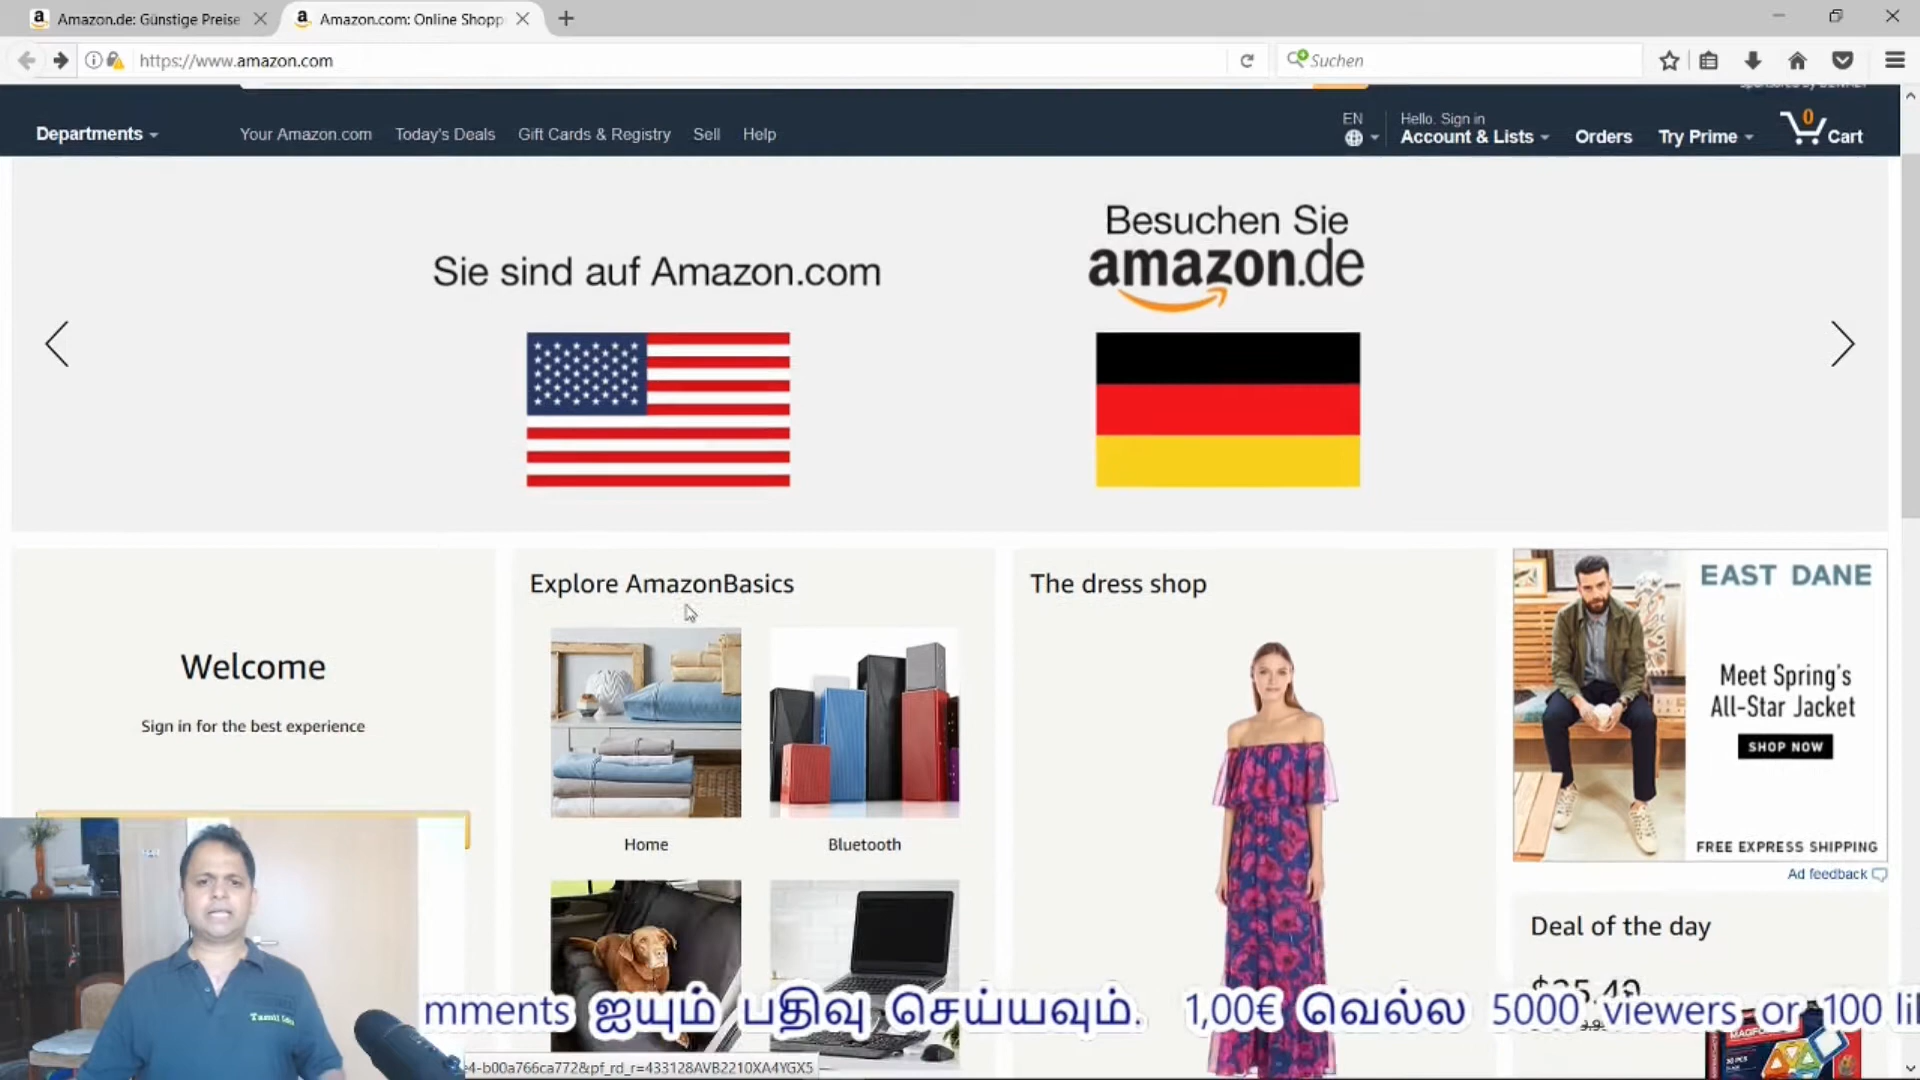 Amazon.de: Günstige Preise
Amazon.com: Online Shopp
https://www.amazon.com
Suchen
Departments
Your Amazon.com
Today's Deals
Gift Cards & Registry
Sell
Help
EN
Hello. Sign in
Account & Lists
Orders
Try Prime
0
Cart
Sie sind auf Amazon.com
Besuchen Sie
amazon.de
Explore AmazonBasics
The dress shop
EAST DANE
Meet Spring's
All-Star Jacket
SHOP NOW
FREE EXPRESS SHIPPING
Ad feedback
Welcome
Sign in for the best experience
Home
Bluetooth
Deal of the day
mments ஐயும் பதிவு செய்யவும். 1,00€ வெல்ல 5000 viewers or 100 li
e4-b00a766ca772&pf_rd_r=433128AVB2210XA4YGX5